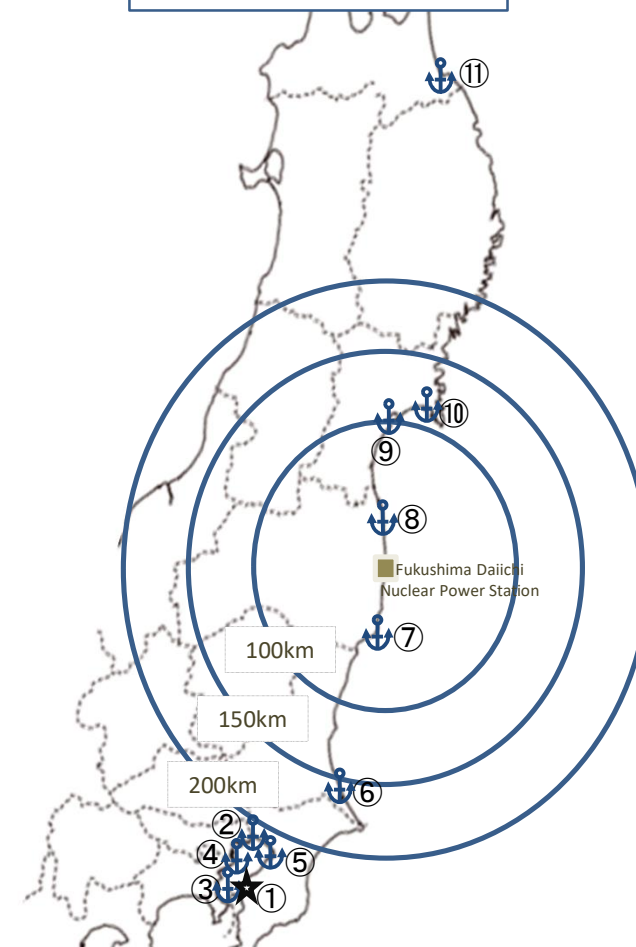 ⑪
⑩
⑨
⑧
Fukushima Daiichi
Nuclear Power Station
⑦
100km
150km
200km
⑥
②
④
⑤
③
①